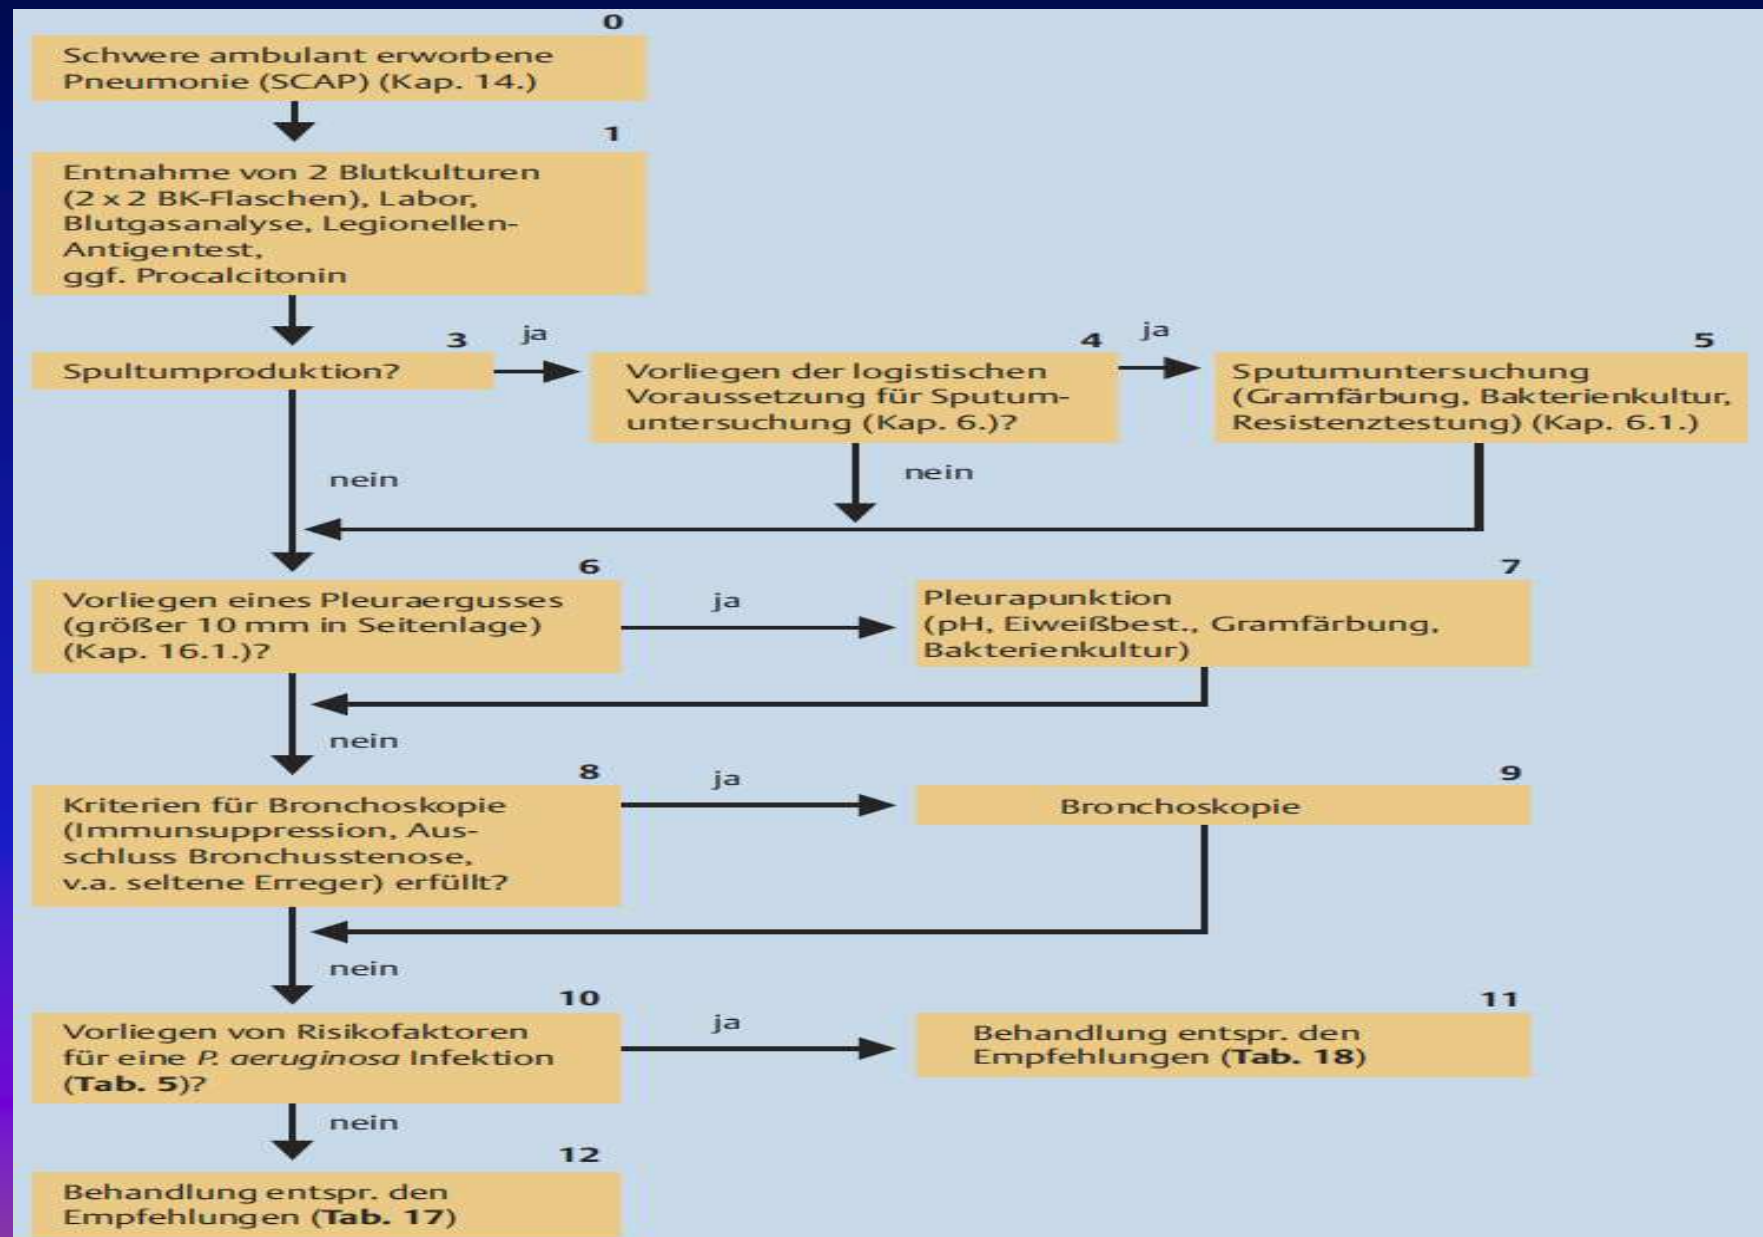 0
Schwere ambulant erworbene
Pneumonie (SCAP) (Kap. 14.)
1
Entnahme von 2 Blutkulturen
(2 x 2 BK-Flaschen), Labor,
Blutgasanalyse, Legionellen-
Antigentest,
ggf. Procalcitonin
3
Spultumproduktion?
ja
4
Vorliegen der logistischen
Voraussetzung für Sputum-
untersuchung (Kap. 6.)?
ja
5
Sputumuntersuchung
(Gramfärbung, Bakterienkultur,
Resistenztestung) (Kap. 6.1.)
nein
nein
6
Vorliegen eines Pleuraergusses
(größer 10 mm in Seitenlage)
(Kap. 16.1.)?
ja
7
Pleurapunktion
(pH, Eiweißbest., Gramfärbung,
Bakterienkultur)
nein
8
Kriterien für Bronchoskopie
(Immunsuppression, Aus-
schluss Bronchusstenose,
v.a. seltene Erreger) erfüllt?
ja
9
Bronchoskopie
nein
10
Vorliegen von Risikofaktoren
für eine P. aeruginosa Infektion
(Tab. 5)?
ja
11
Behandlung entspr. den
Empfehlungen (Tab. 18)
nein
12
Behandlung entspr. den
Empfehlungen (Tab. 17)